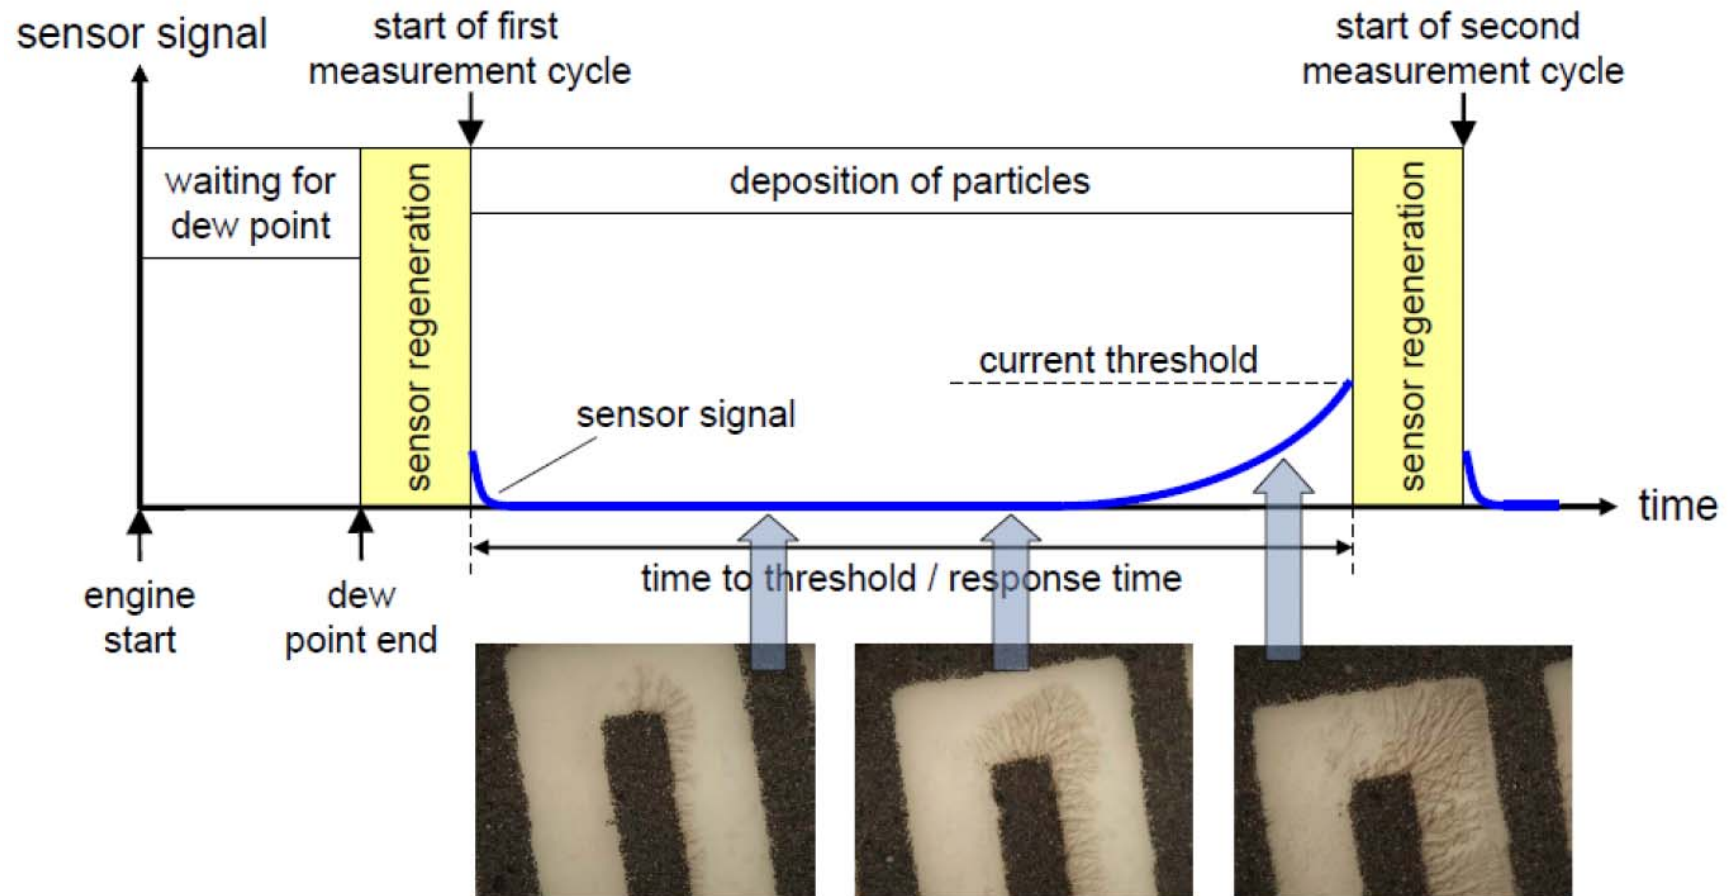 sensor signal
start of first
measurement cycle
start of second
measurement cycle
waiting for
dew point
sensor regeneration
deposition of particles
sensor regeneration
current threshold
sensor signal
time
time to threshold / response time
engine
start
dew
point end